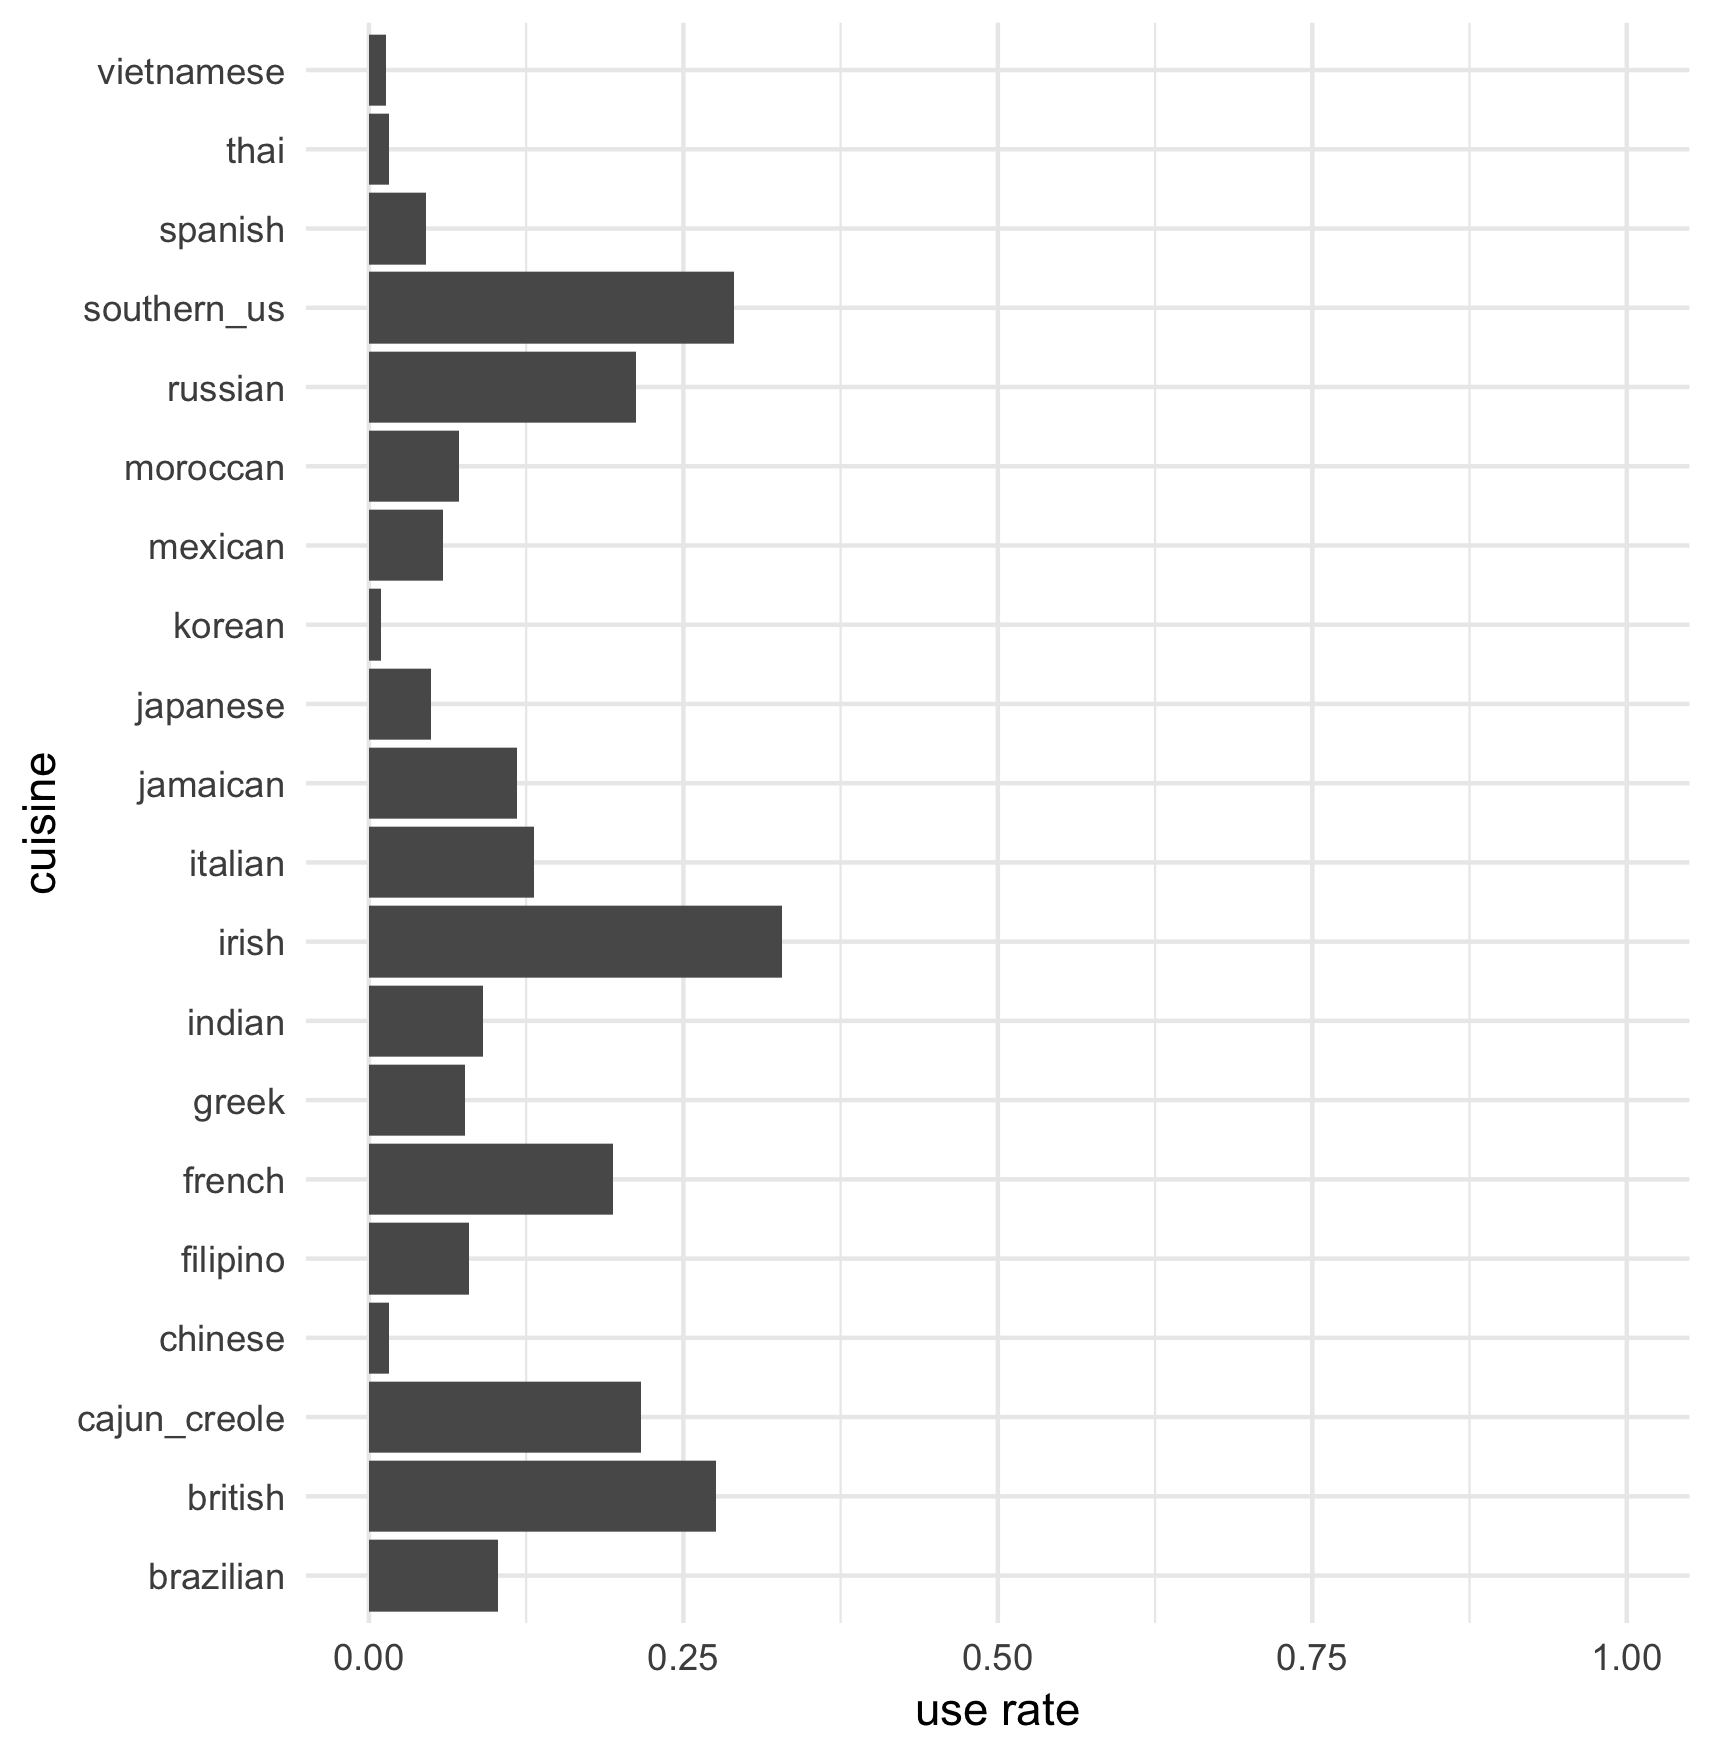 vietnamese
thai
spanish
southern_us
russian
moroccan
mexican
korean
japanese
jamaican
italian
irish
indian
greek
french
filipino
chinese
cajun_creole
british
brazilian
cuisine
0.00 0.25 0.50 0.75 1.00
use rate